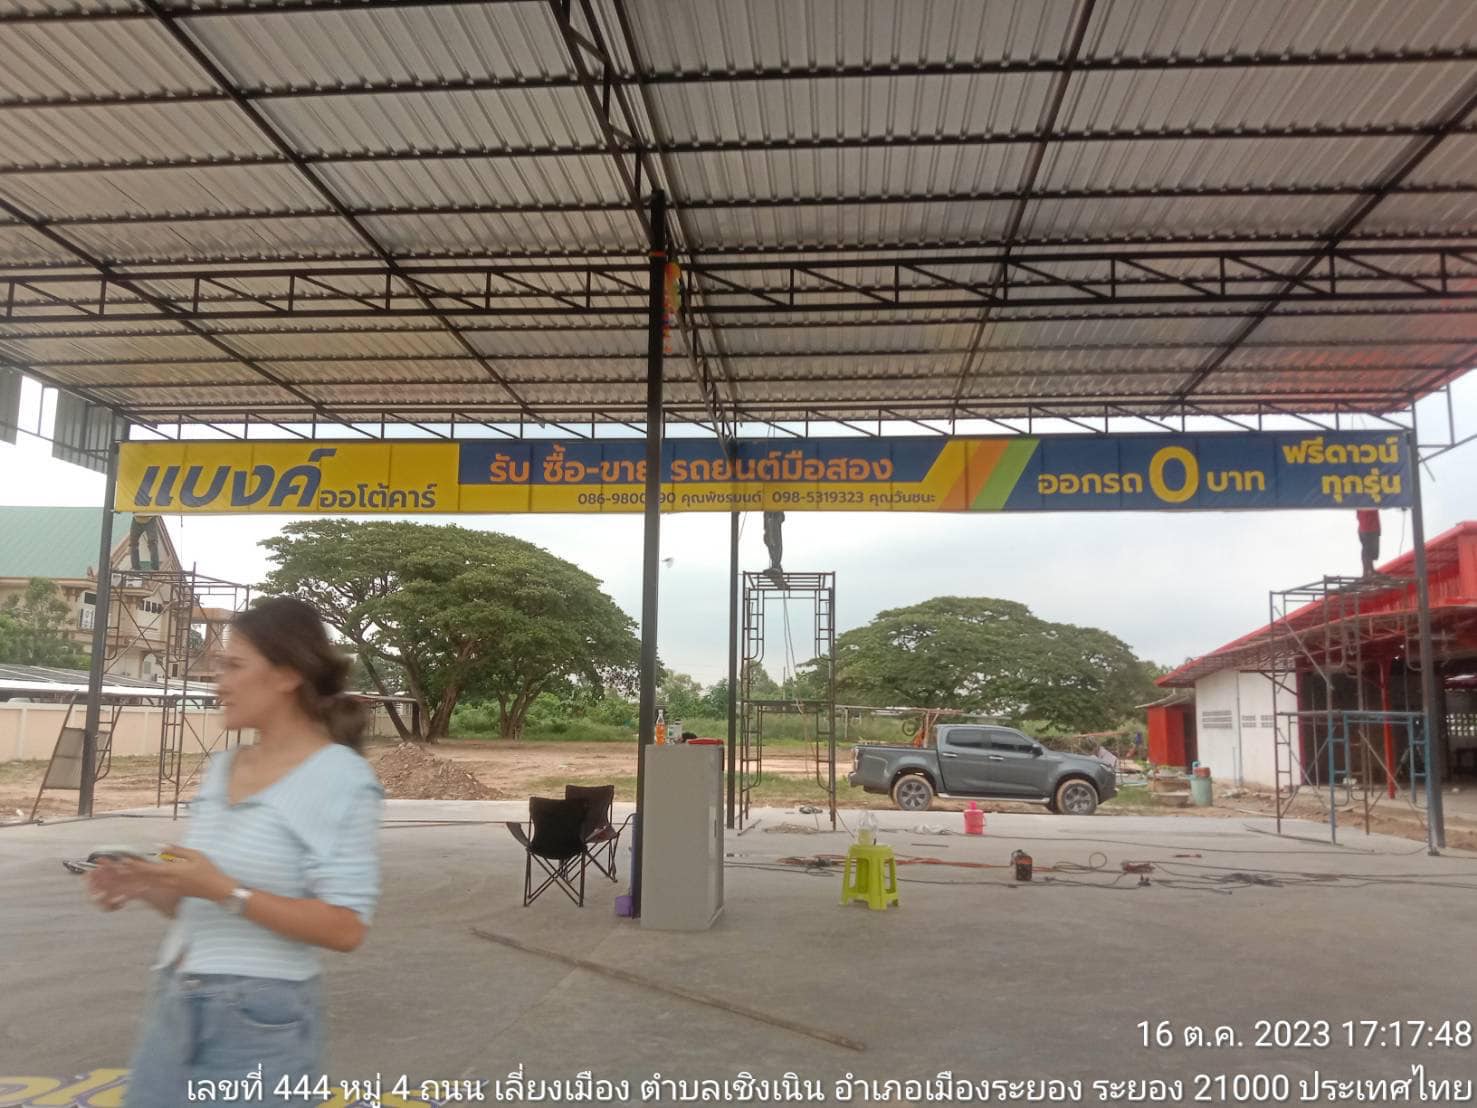 แบงค์ออโต้คาร์
รับ ซื้อ-ขาย รถยนต์มือสอง
คุณพัชรมนต์ 098-5319323 คุณวันชนะ
ออกรถ 0 บาท
ฟรีดาวน์
ทุกรุ่น
16 ต.ค. 2023 17:17:48
เลขที่ 444 หมู่ 4 ถนน เลี่ยงเมือง ตำบลเชิงเนิน อำเภอเมืองระยอง ระยอง 21000 ประเทศไทย